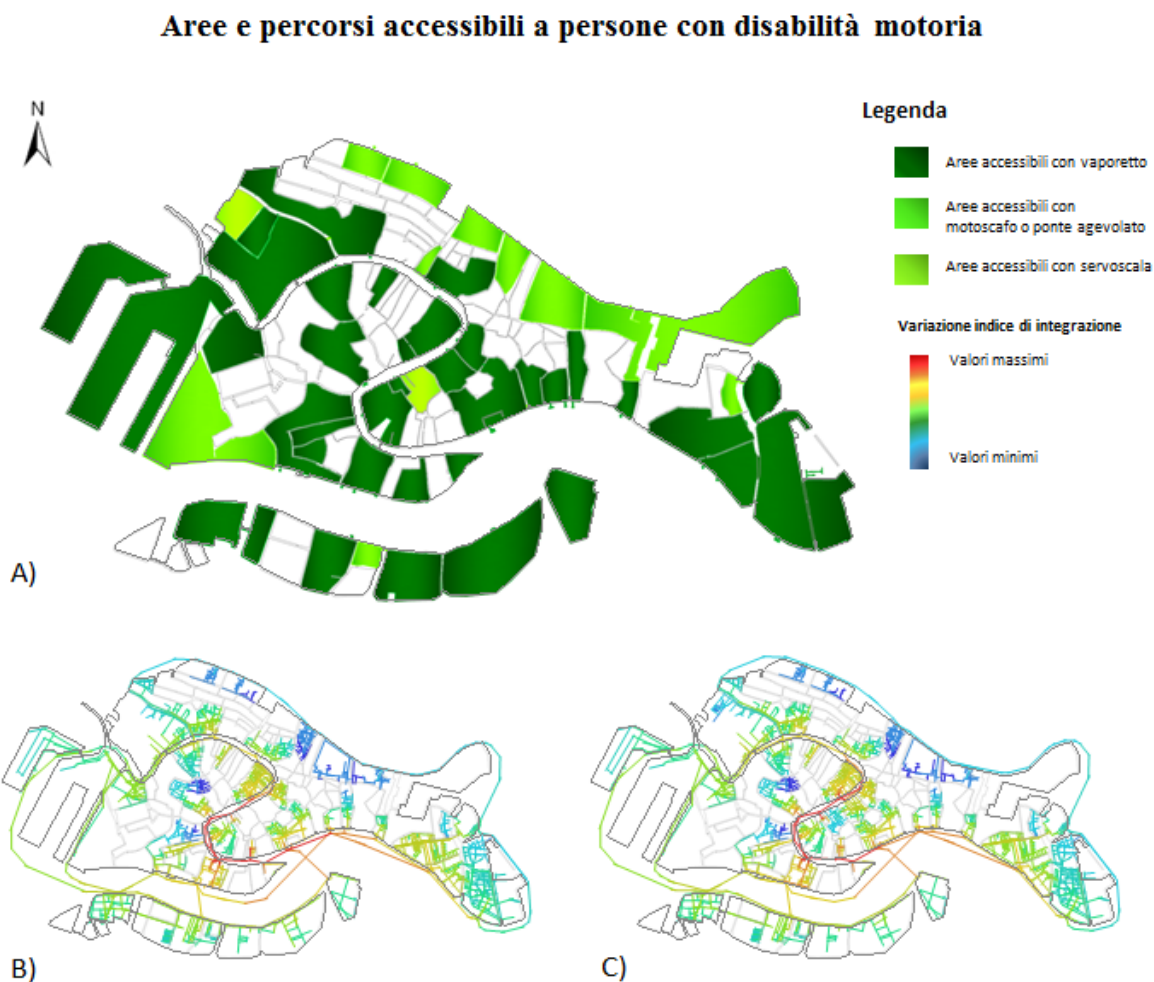 Aree e percorsi accessibili a persone con disabilità motoria
N
Legenda
Aree accessibili con vaporetto
Aree accessibili con
motoscafo o ponte agevolato
Aree accessibili con servoscala
Variazione indice di integrazione
Valori massimi
Valori minimi
A)
B)
C)